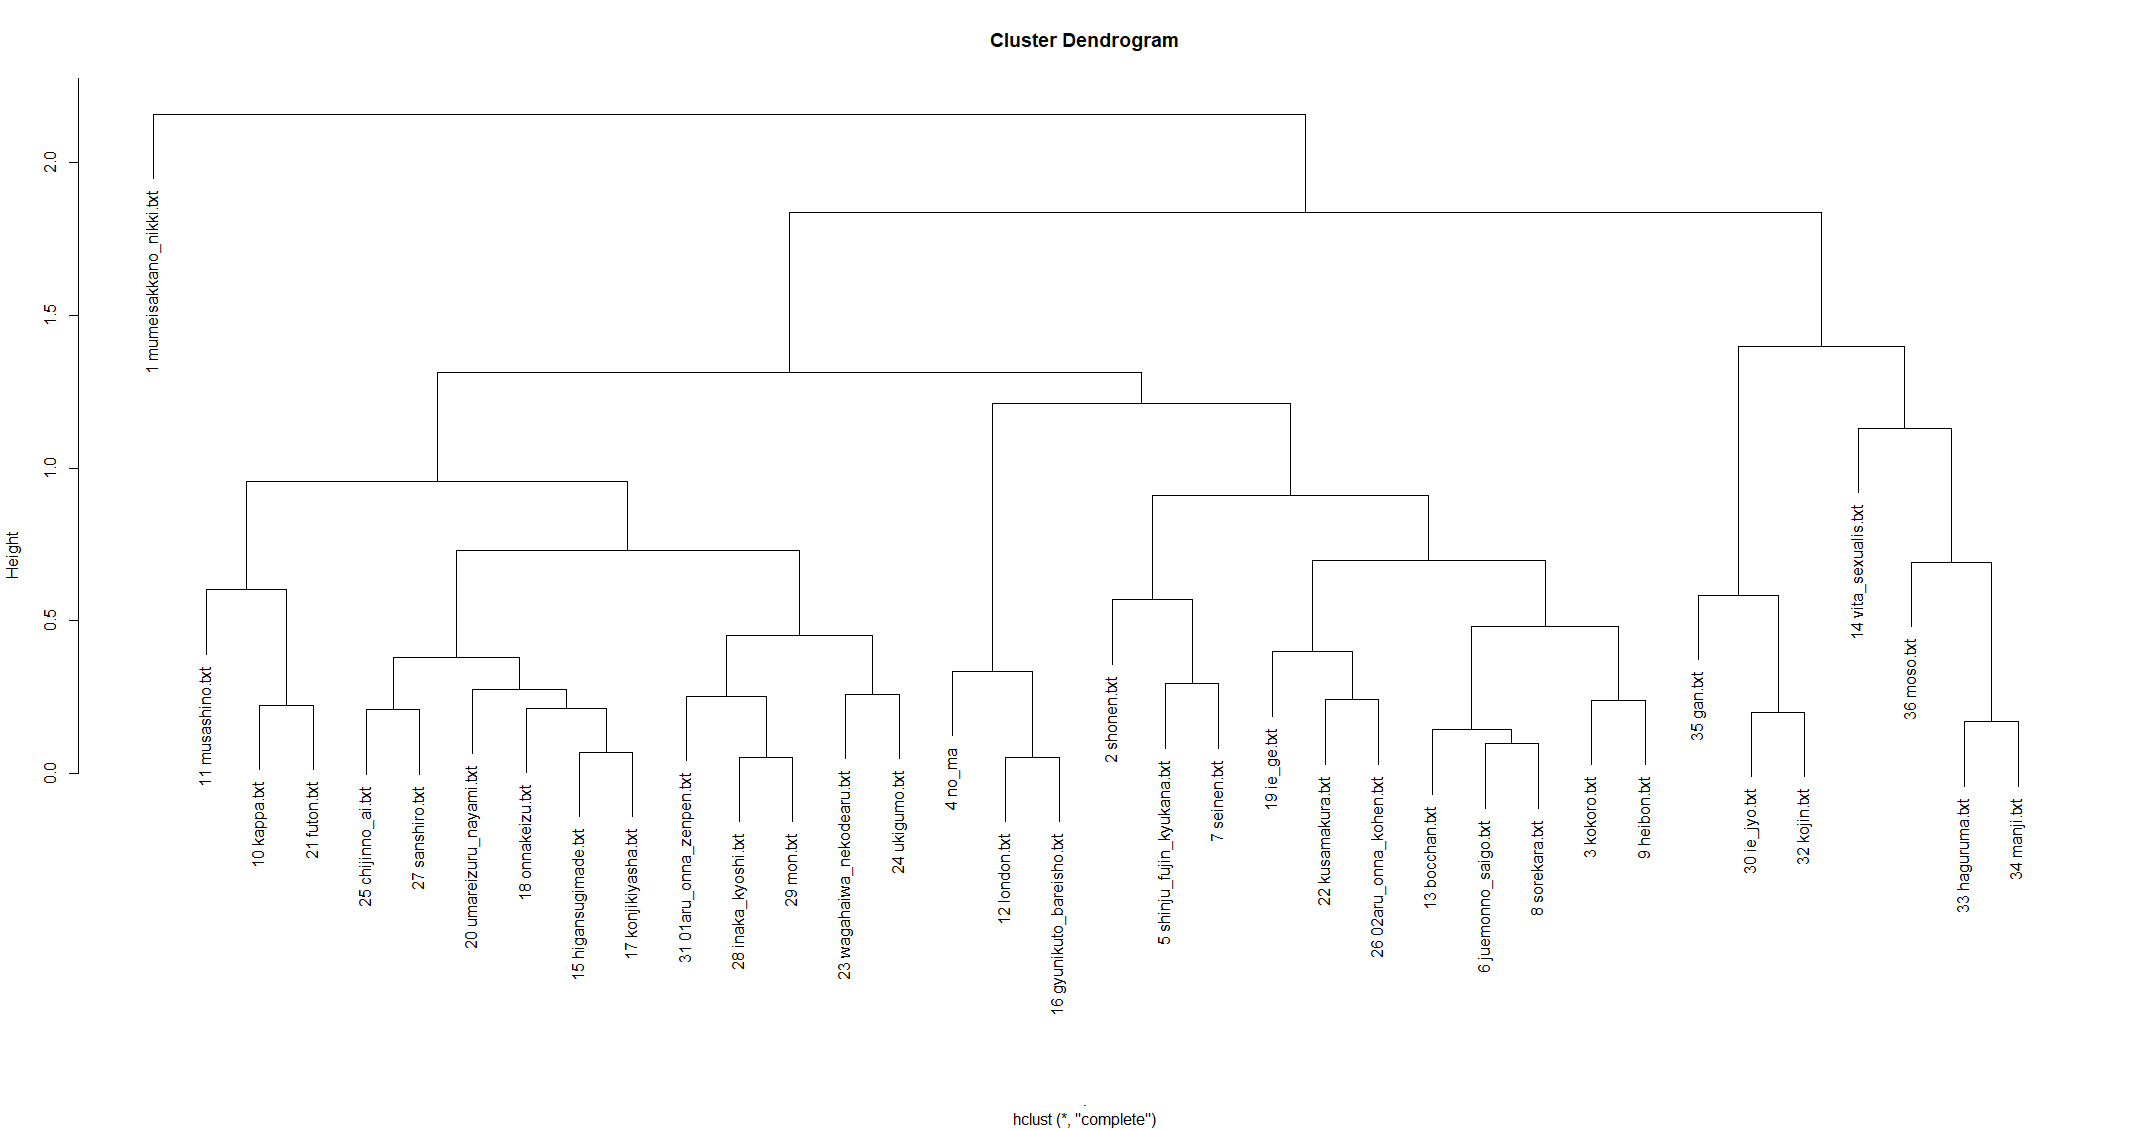 Cluster Dendrogram
Height
2.0
1.5
1.0
0.5
0.0
1 mumeisakkano_nikki.txt
11 musashino.txt
10 kappa.txt
21 futon.txt
25 chijinno_ai.txt
27 sanshiro.txt
20 umareizuru_nayami.txt
18 onnakeizu.txt
15 higansugimade.txt
17 konjikiyasha.txt
31 01aru_onna_zenpen.txt
28 inaka_kyoshi.txt
29 mon.txt
23 wagahaiwa_nekodearu.txt
24 ukigumo.txt
4 no_ma
12 london.txt
16 gyunikuto_bareisho.txt
2 shonen.txt
5 shinju_fujin_kyukana.txt
7 seinen.txt
19 ie_ge.txt
22 kusamakura.txt
26 02aru_onna_kohen.txt
13 bocchan.txt
6 juemonno_saigo.txt
8 sorekara.txt
3 kokoro.txt
9 heibon.txt
35 gan.txt
30 ie_jyo.txt
32 kojin.txt
14 vita_sexualis.txt
36 moso.txt
33 haguruma.txt
34 manji.txt
.
hclust (*, "complete")